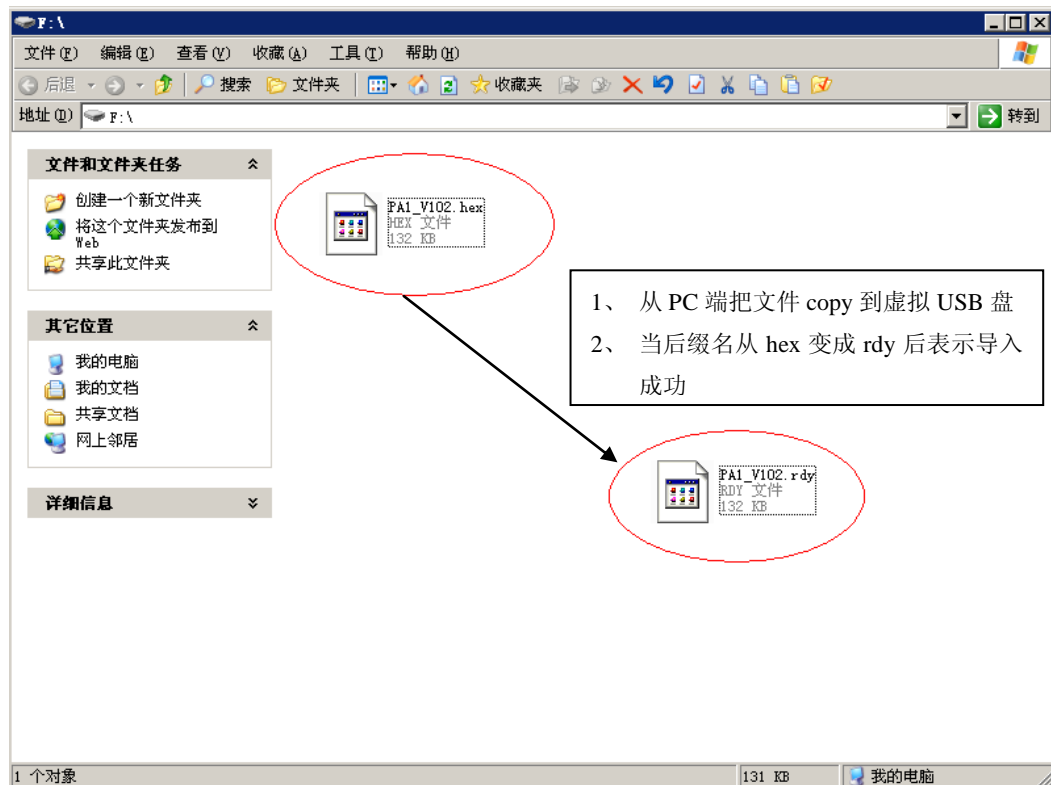 F:\
文件(F) 编辑(E) 查看(V) 收藏(A) 工具(T) 帮助(H)
后退 搜索 文件夹 收藏夹
地址(D) F:\ 转到
文件和文件夹任务
创建一个新文件夹
将这个文件夹发布到
Web
共享此文件夹
其它位置
我的电脑
我的文档
共享文档
网上邻居
详细信息
PA1_V102.hex
HEX 文件
132 KB
1、 从 PC 端把文件 copy 到虚拟 USB 盘
2、 当后缀名从 hex 变成 rdy 后表示导入
成功
PA1_V102.rdy
RDY 文件
132 KB
1 个对象 131 KB 我的电脑